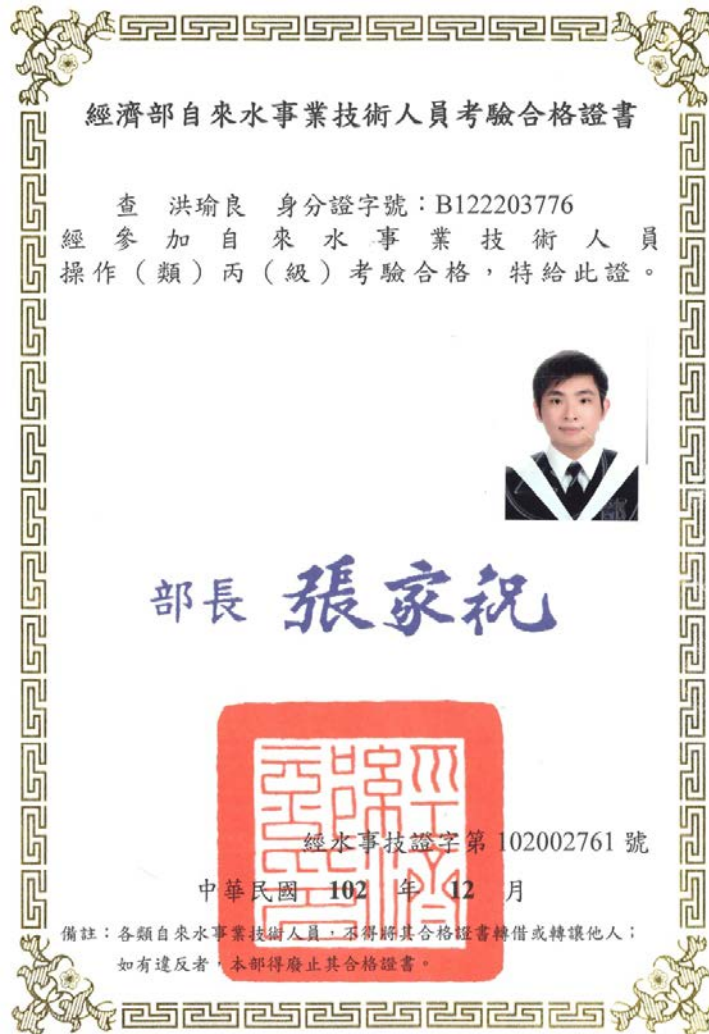 經濟部自來水事業技術人員考驗合格證書
查 洪瑜良 身分證字號：B122203776
經參加自來水事業技術人員
操作（類）丙（級）考驗合格，特給此證。
部長 張家祝
經濟部印
經水事技證字第 102002761 號
中華民國 102 年 12 月
備註：各類自來水事業技術人員，不得將其合格證書轉借或轉讓他人；
如有違反者，本部得廢止其合格證書。